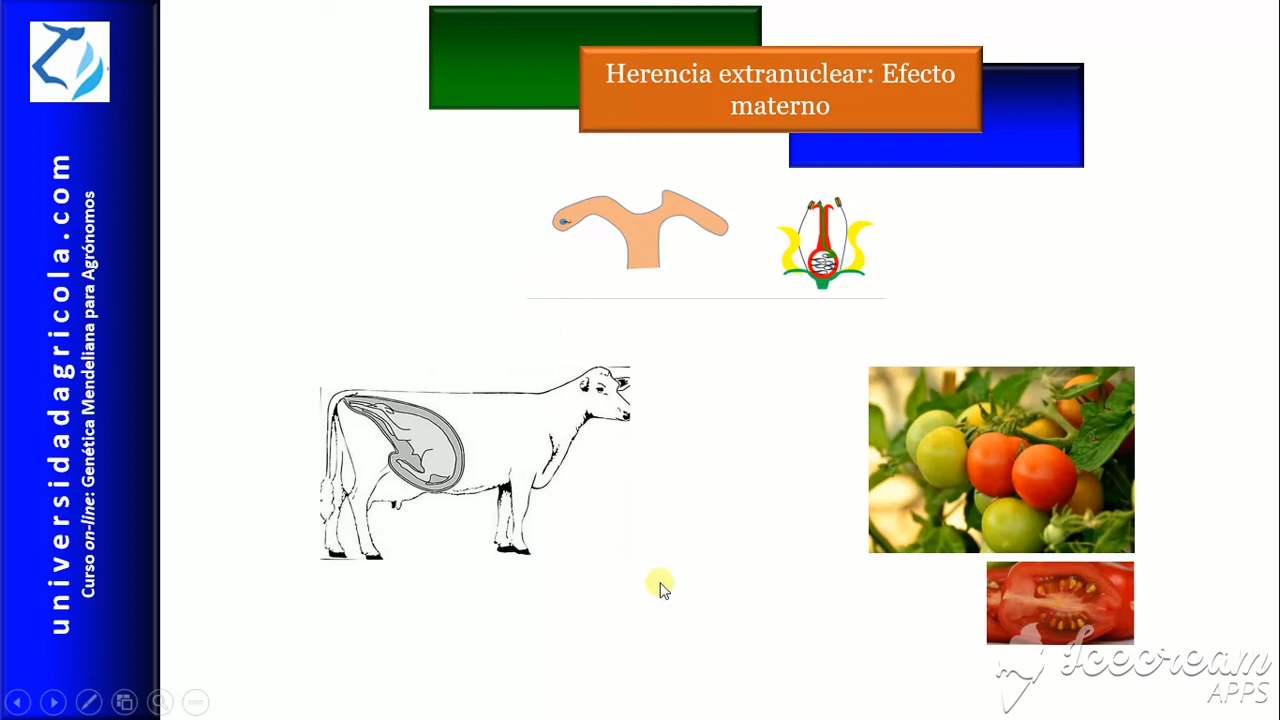 Herencia extranuclear: Efecto
materno
universidadagricola.com
Curso on-line: Genética Mendeliana para Agrónomos
Icecream
APPS